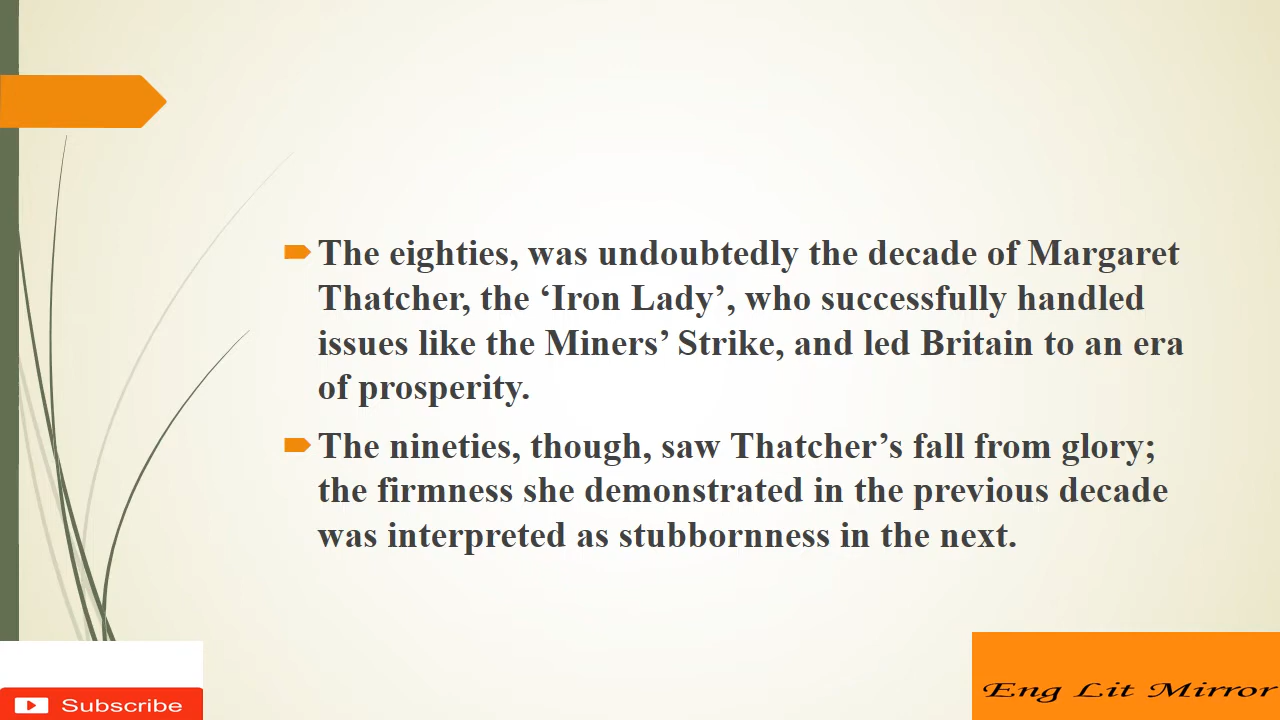 The eighties, was undoubtedly the decade of Margaret
Thatcher, the ‘Iron Lady’, who successfully handled
issues like the Miners’ Strike, and led Britain to an era
of prosperity.
The nineties, though, saw Thatcher’s fall from glory;
the firmness she demonstrated in the previous decade
was interpreted as stubbornness in the next.
Subscribe
Eng Lit Mirror